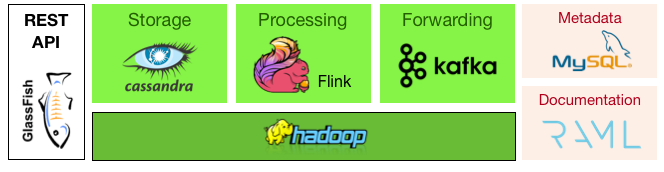 REST
API
GlassFish
Storage
cassandra
Processing
Flink
Forwarding
kafka
hadoop
Metadata
MySQL®
Documentation
RAML